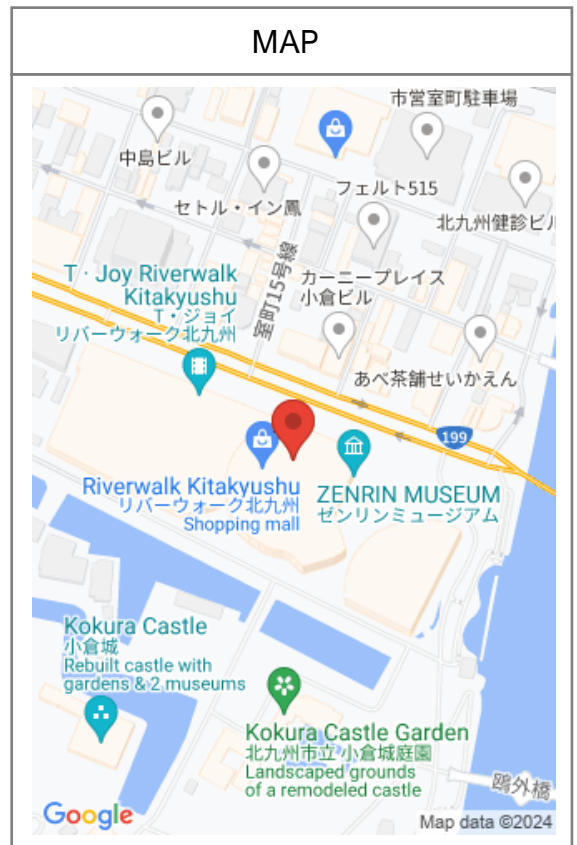 MAP
市営室町駐車場
中島ビル
フェルト515
セトル・イン鳳
北九州健診ビル
室町15号線
T・Joy Riverwalk
Kitakyushu
T・ジョイ
リバーウォーク北九州
カーニープレイス
小倉ビル
あべ茶舗せいかえん
199
Riverwalk Kitakyushu
リバーウォーク北九州
Shopping mall
ZENRIN MUSEUM
ゼンリンミュージアム
Kokura Castle
小倉城
Rebuilt castle with
gardens & 2 museums
Kokura Castle Garden
北九州市立 小倉城庭園
Landscaped grounds
of a remodeled castle
鴎外橋
Google
Map data ©2024